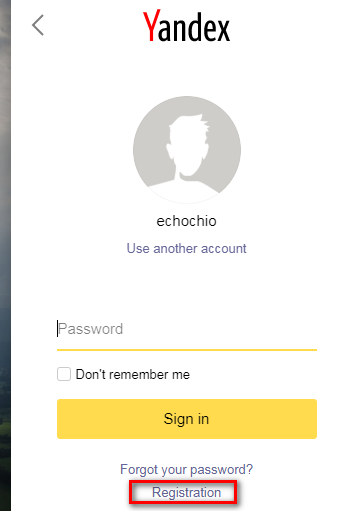 Yandex
echochio
Use another account
Password
Don't remember me
Sign in
Forgot your password?
Registration